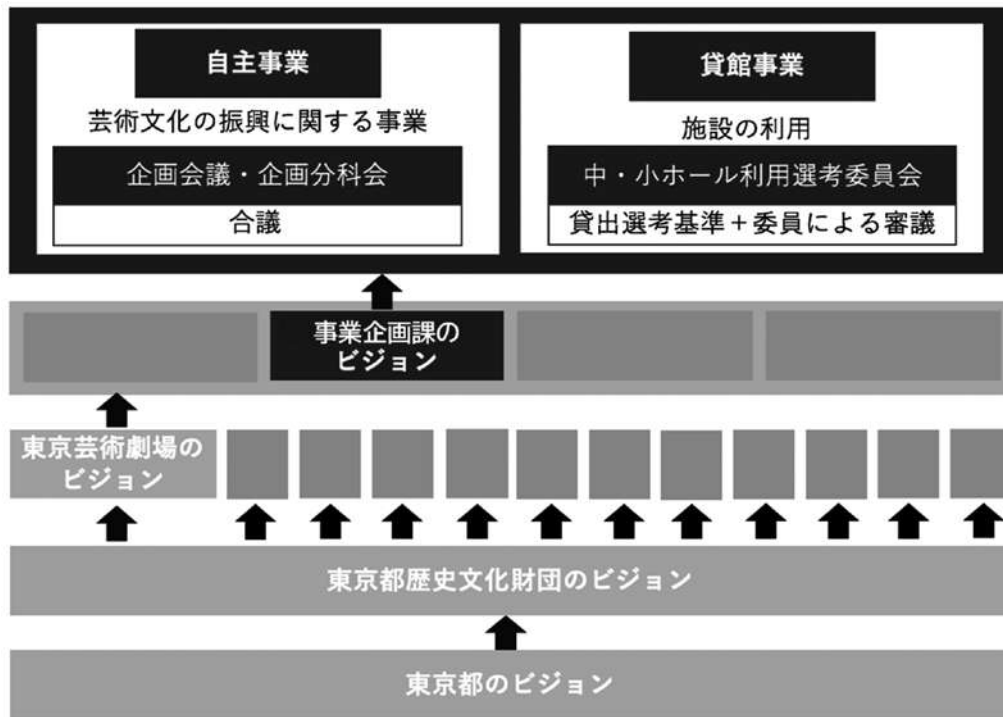 自主事業
芸術文化の振興に関する事業
企画会議・企画分科会
合議
貸館事業
施設の利用
中・小ホール利用選考委員会
貸出選考基準＋委員による審議
事業企画課の
ビジョン
東京芸術劇場の
ビジョン
東京都歴史文化財団のビジョン
東京都のビジョン